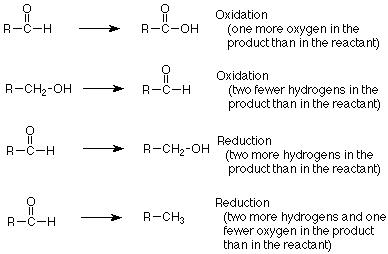 O
R—C—H
O
R—C—OH
Oxidation
(one more oxygen in the
product than in the reactant)
R—CH2-OH
O
R—C—H
Oxidation
(two fewer hydrogens in the
product than in the reactant)
O
R—C—H
R—CH2-OH
Reduction
(two more hydrogens in the
product than in the reactant)
O
R—C—H
R—CH3
Reduction
(two more hydrogens and one
fewer oxygen in the product
than in the reactant)